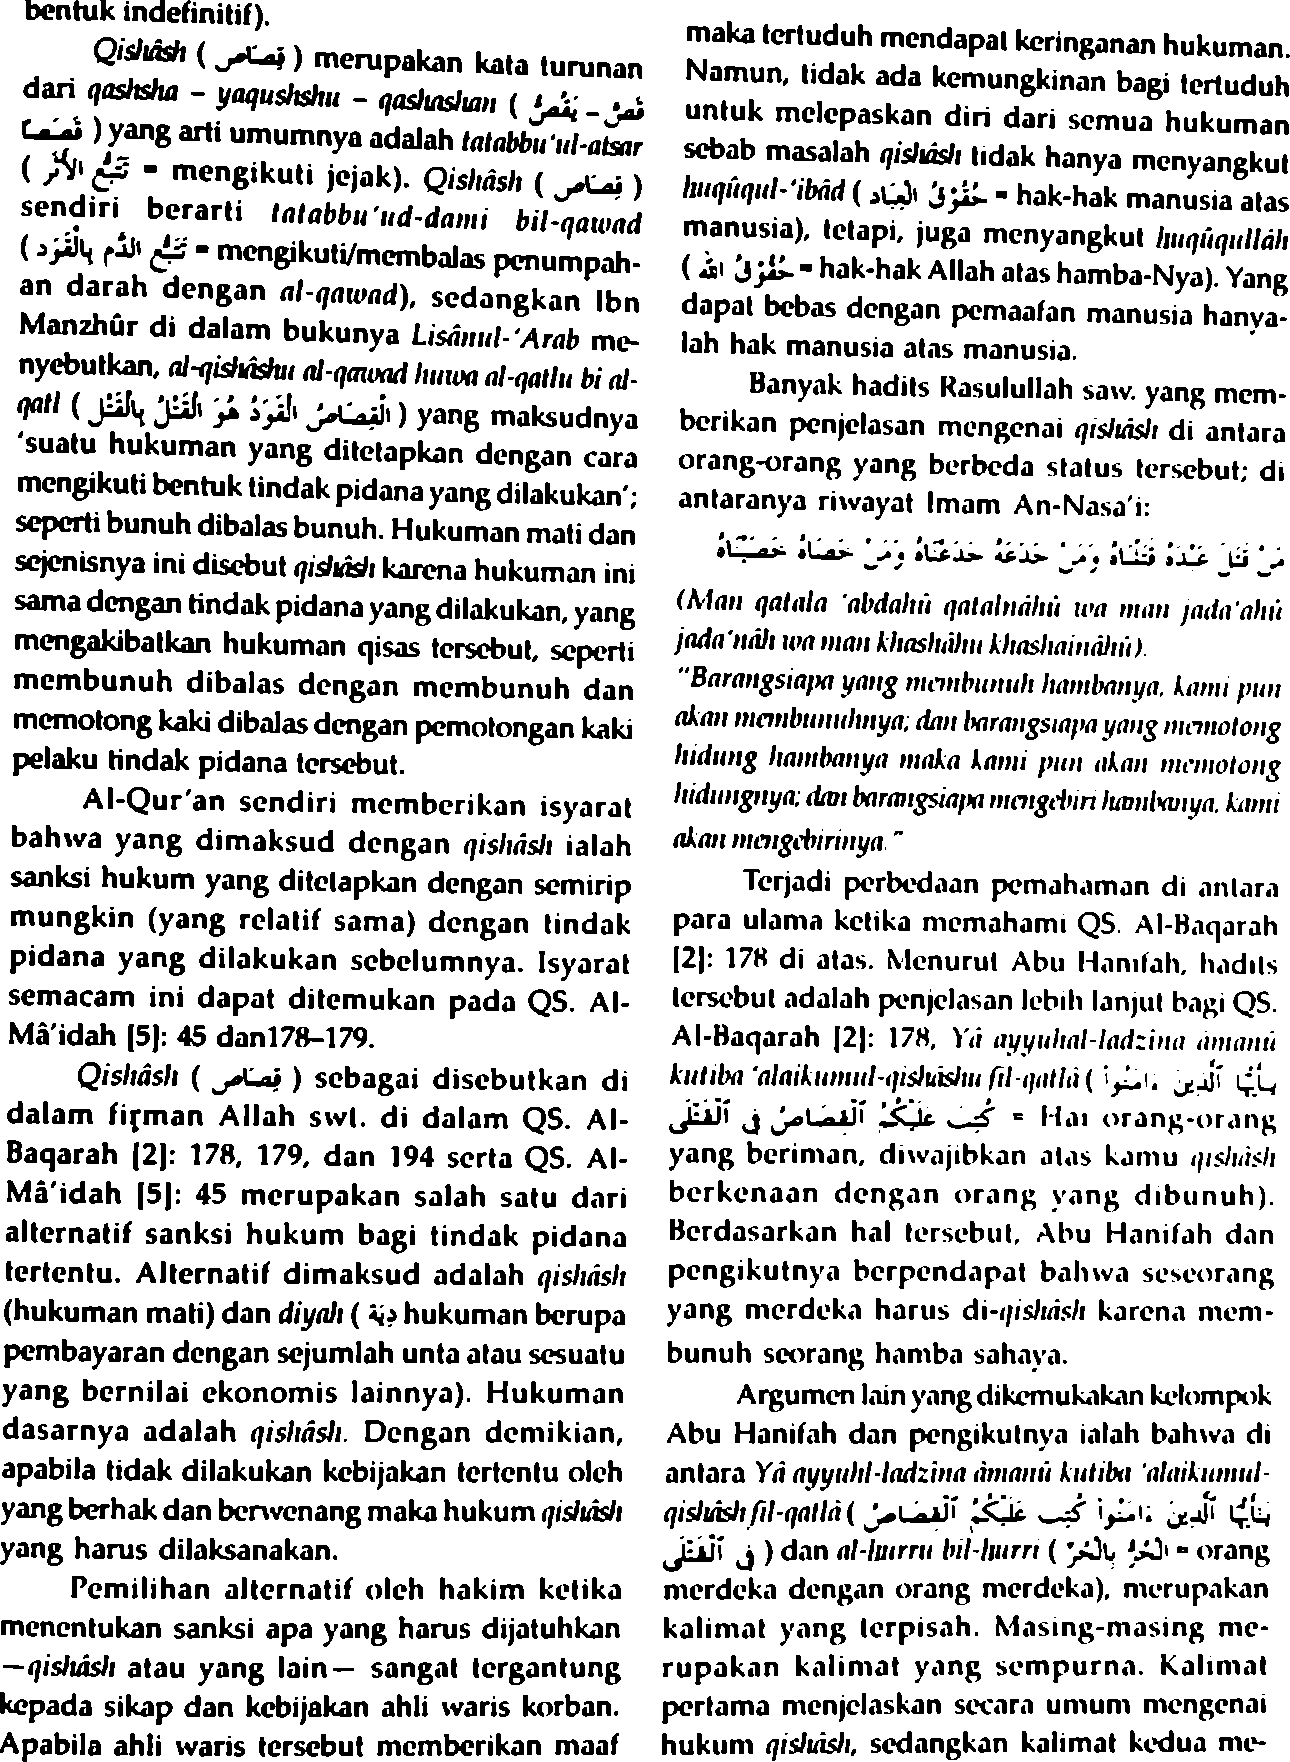 bentuk indefinitif).
Qishâsh ( قِصَاص ) merupakan kata turunan
dari qashsha – yaqushshu – qashashan ( قَصَّ – يَقُصُّ
قَصَصًا ) yang arti umumnya adalah tatabbu'ul-atsar
( تَتَبُّعُ الأَثَرِ = mengikuti jejak). Qishâsh ( قِصَاص )
sendiri berarti tatabbu'ud-dami bil-qawad
( تَتَبُّعُ الدَّمِ بِالْقَوَدِ = mengikuti/membalas penumpah-
an darah dengan al-qawad), sedangkan Ibn
Manzhûr di dalam bukunya Lisânul-'Arab me-
nyebutkan, al-qishâshu al-qawad huwa al-qatlu bi al-
qatl ( الْقِصَاصُ الْقَوَدُ هُوَ الْقَتْلُ بِالْقَتْلِ ) yang maksudnya
'suatu hukuman yang ditetapkan dengan cara
mengikuti bentuk tindak pidana yang dilakukan';
seperti bunuh dibalas bunuh. Hukuman mati dan
sejenisnya ini disebut qishâsh karena hukuman ini
sama dengan tindak pidana yang dilakukan, yang
mengakibatkan hukuman qisas tersebut, seperti
membunuh dibalas dengan membunuh dan
memotong kaki dibalas dengan pemotongan kaki
pelaku tindak pidana tersebut.
Al-Qur'an sendiri memberikan isyarat
bahwa yang dimaksud dengan qishâsh ialah
sanksi hukum yang ditetapkan dengan semirip
mungkin (yang relatif sama) dengan tindak
pidana yang dilakukan sebelumnya. Isyarat
semacam ini dapat ditemukan pada QS. Al-
Mâ'idah [5]: 45 dan178–179.
Qishâsh ( قِصَاص ) sebagai disebutkan di
dalam firman Allah swt. di dalam QS. Al-
Baqarah [2]: 178, 179, dan 194 serta QS. Al-
Mâ'idah [5]: 45 merupakan salah satu dari
alternatif sanksi hukum bagi tindak pidana
tertentu. Alternatif dimaksud adalah qishâsh
(hukuman mati) dan diyah ( دِيَة hukuman berupa
pembayaran dengan sejumlah unta atau sesuatu
yang bernilai ekonomis lainnya). Hukuman
dasarnya adalah qishâsh. Dengan demikian,
apabila tidak dilakukan kebijakan tertentu oleh
yang berhak dan berwenang maka hukum qishâsh
yang harus dilaksanakan.
Pemilihan alternatif oleh hakim ketika
menentukan sanksi apa yang harus dijatuhkan
—qishâsh atau yang lain— sangat tergantung
kepada sikap dan kebijakan ahli waris korban.
Apabila ahli waris tersebut memberikan maaf
maka tertuduh mendapat keringanan hukuman.
Namun, tidak ada kemungkinan bagi tertuduh
untuk melepaskan diri dari semua hukuman
sebab masalah qishâsh tidak hanya menyangkut
huqûqul-'ibâd ( حُقُوْقُ الْعِبَاد = hak-hak manusia atas
manusia), tetapi, juga menyangkut huqûqullâh
( حُقُوْقُ الله = hak-hak Allah atas hamba-Nya). Yang
dapat bebas dengan pemaafan manusia hanya-
lah hak manusia atas manusia.
Banyak hadits Rasulullah saw. yang mem-
berikan penjelasan mengenai qishâsh di antara
orang-orang yang berbeda status tersebut; di
antaranya riwayat Imam An-Nasa'i:
مَنْ قَتَلَ عَبْدَهُ قَتَلْنَاهُ وَمَنْ جَدَعَهُ جَدَعْنَاهُ وَمَنْ خَصَاهُ خَصَيْنَاهُ
(Man qatala 'abdahû qatalnâhû wa man jada'ahû
jada'nâh wa man khashâhu khashainâhû).
"Barangsiapa yang membunuh hambanya, kami pun
akan membunuhnya; dan barangsiapa yang memotong
hidung hambanya maka kami pun akan memotong
hidungnya; dan barangsiapa mengebiri hambanya, kami
akan mengebirinya."
Terjadi perbedaan pemahaman di antara
para ulama ketika memahami QS. Al-Baqarah
[2]: 178 di atas. Menurut Abu Hanifah, hadits
tersebut adalah penjelasan lebih lanjut bagi QS.
Al-Baqarah [2]: 178, Yâ ayyuhal-ladzîna âmanû
kutiba 'alaikumul-qishâshu fil-qatlâ ( يَـٰٓأَيُّهَا ٱلَّذِينَ ءَامَنُوا۟
كُتِبَ عَلَيْكُمُ ٱلْقِصَاصُ فِى ٱلْقَتْلَى = Hai orang-orang
yang beriman, diwajibkan atas kamu qishâsh
berkenaan dengan orang yang dibunuh).
Berdasarkan hal tersebut, Abu Hanifah dan
pengikutnya berpendapat bahwa seseorang
yang merdeka harus di-qishâsh karena mem-
bunuh seorang hamba sahaya.
Argumen lain yang dikemukakan kelompok
Abu Hanifah dan pengikutnya ialah bahwa di
antara Yâ ayyuhl-ladzîna âmanû kutiba 'alaikumul-
qishâsh fil-qatlâ ( يَـٰٓأَيُّهَا ٱلَّذِينَ ءَامَنُوا۟ كُتِبَ عَلَيْكُمُ ٱلْقِصَاصُ
فِى ٱلْقَتْلَى ) dan al-hurru bil-hurri ( الْحُرُّ بِالْحُرِّ = orang
merdeka dengan orang merdeka), merupakan
kalimat yang terpisah. Masing-masing me-
rupakan kalimat yang sempurna. Kalimat
pertama menjelaskan secara umum mengenai
hukum qishâsh, sedangkan kalimat kedua me-